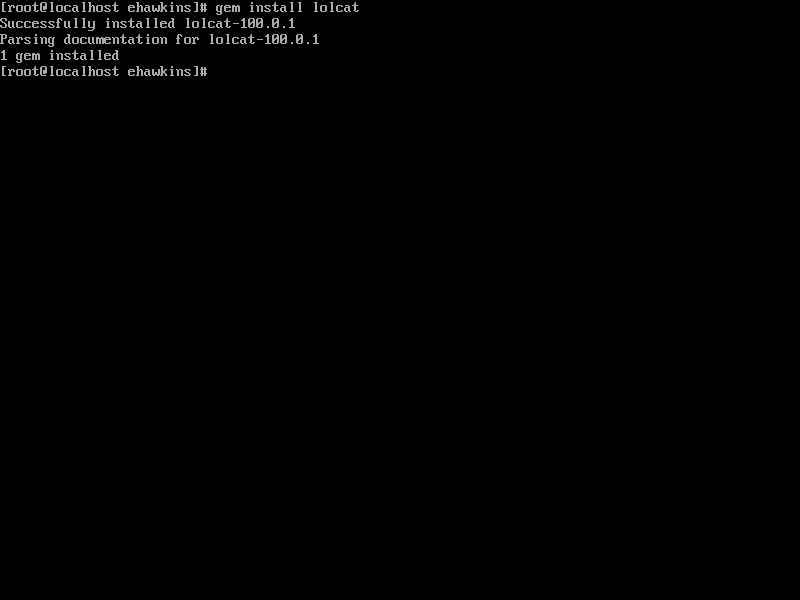 [root@localhost ehawkins]# gem install lolcat
Successfully installed lolcat-100.0.1
Parsing documentation for lolcat-100.0.1
1 gem installed
[root@localhost ehawkins]#